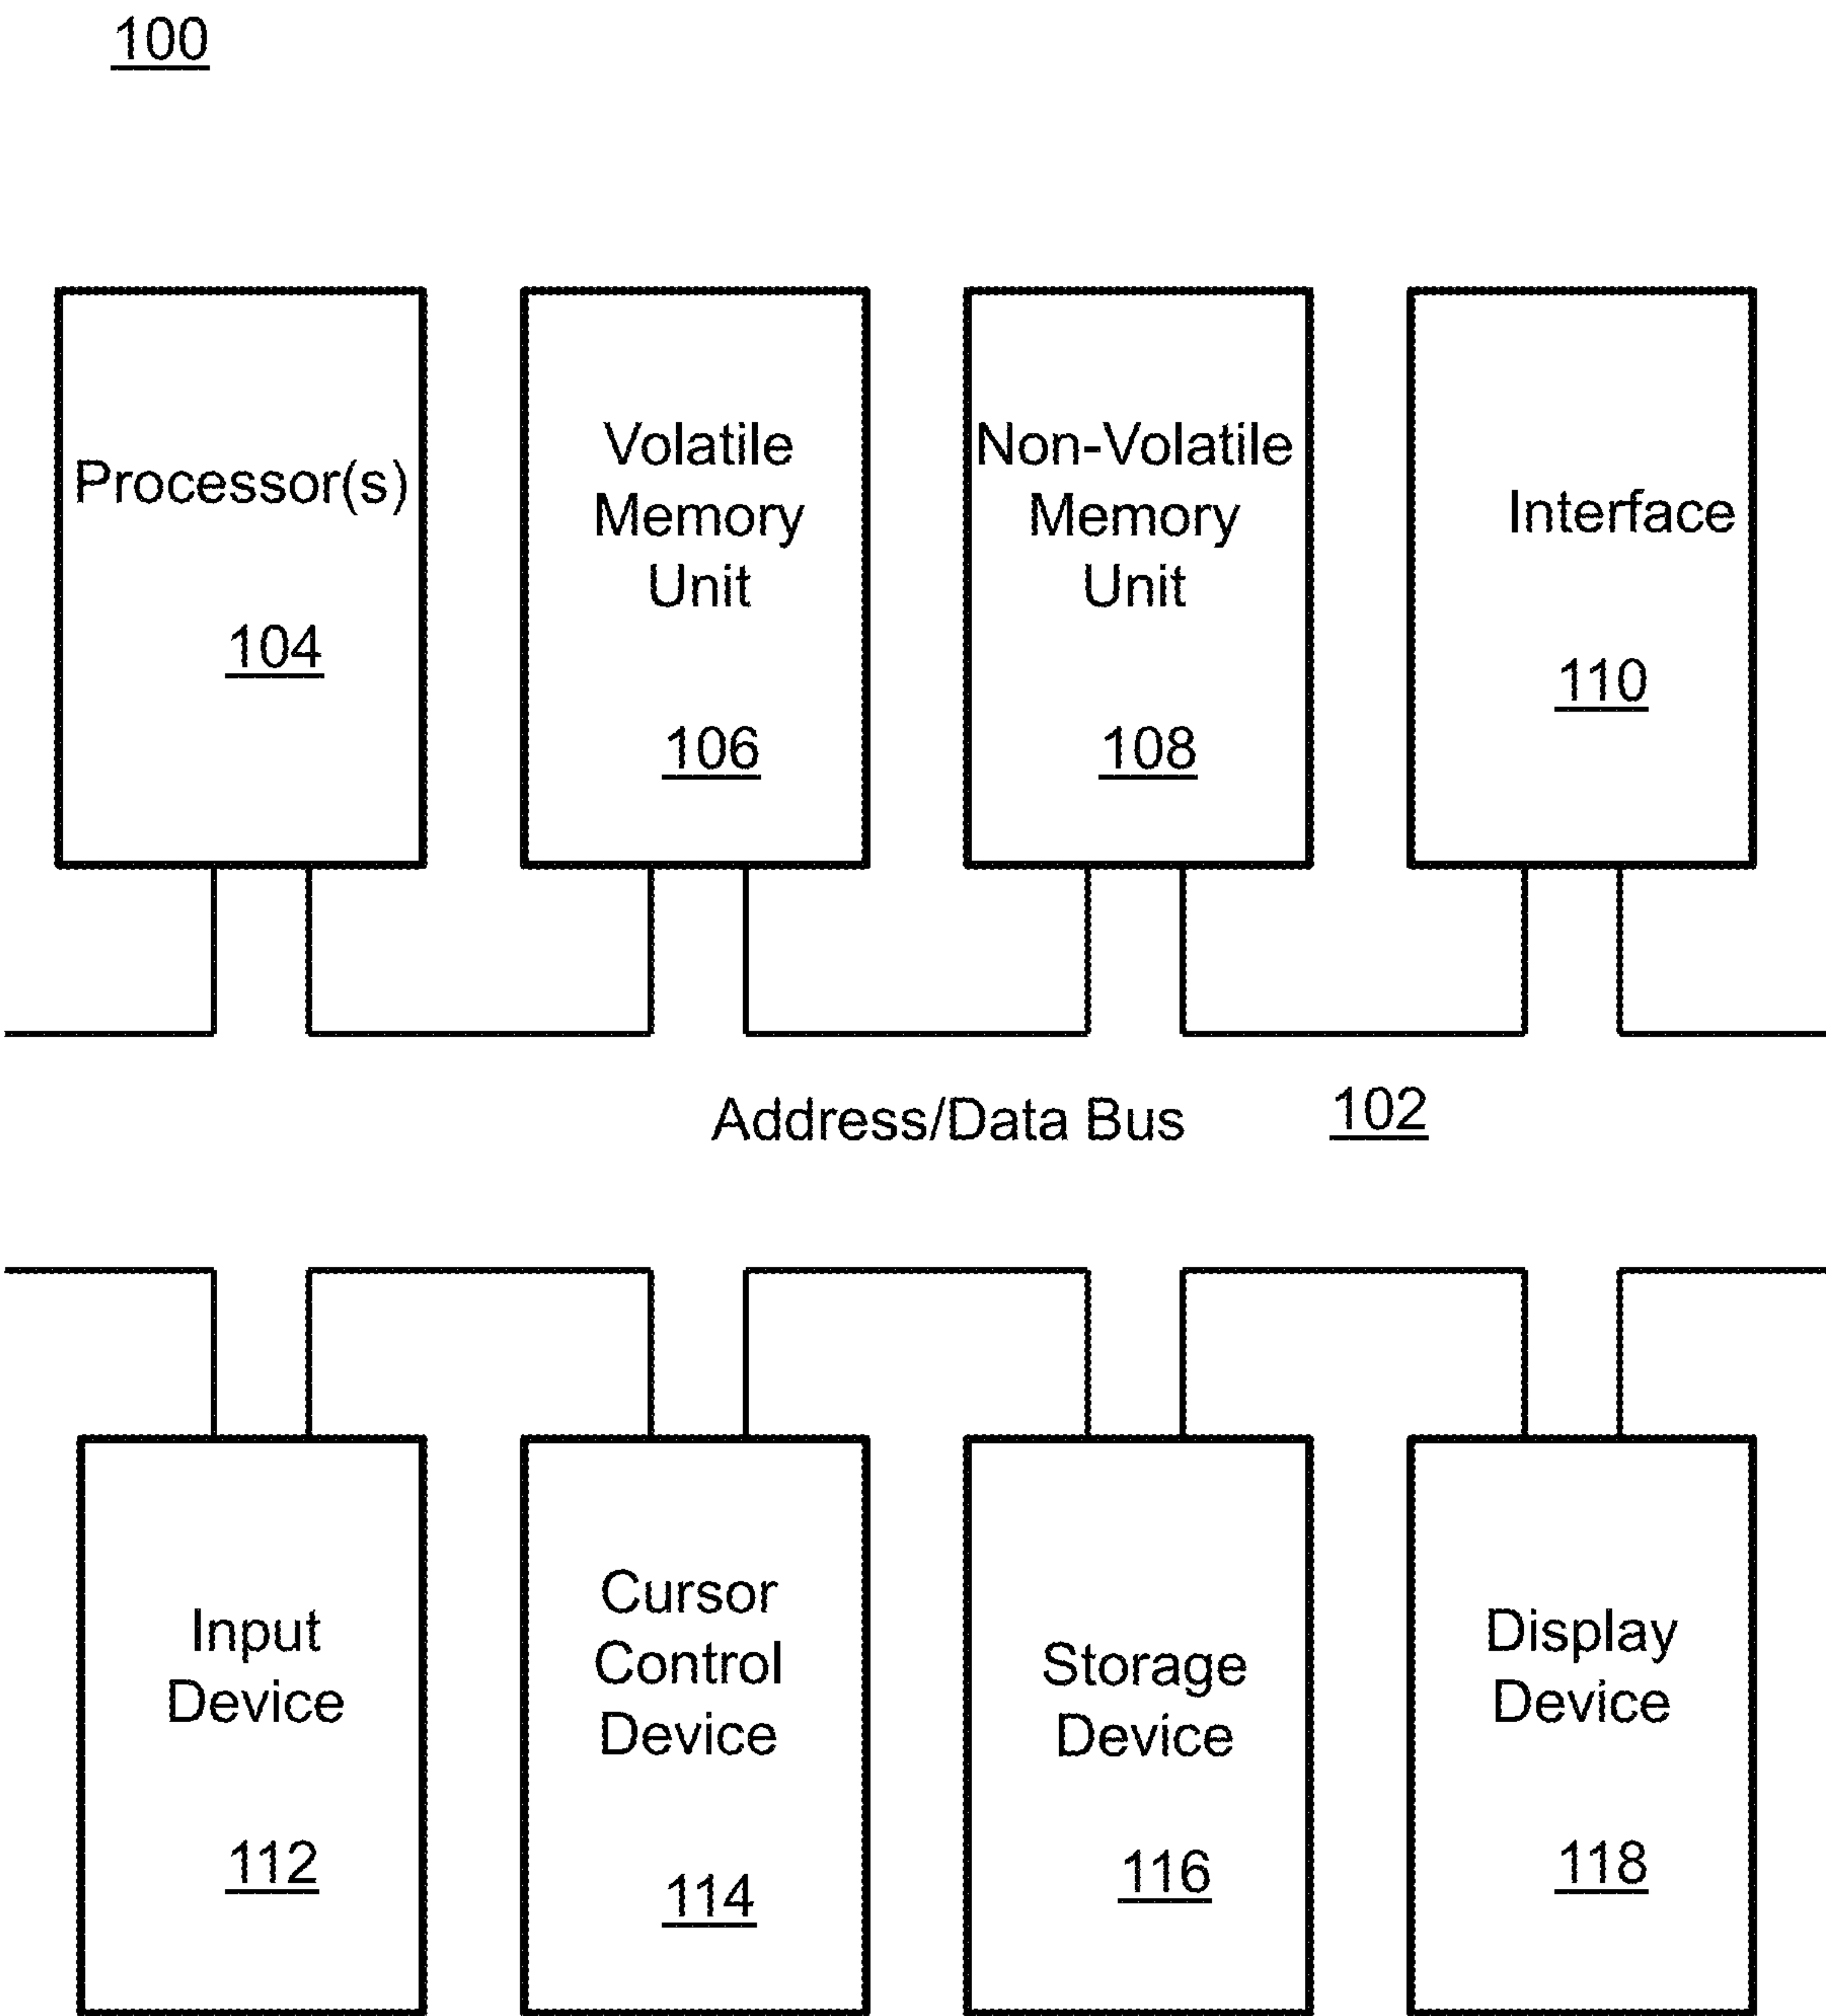 100
Processor(s)
104
Volatile
Memory
Unit
106
Non-Volatile
Memory
Unit
108
Interface
110
Address/Data Bus 102
Input
Device
112
Cursor
Control
Device
114
Storage
Device
116
Display
Device
118